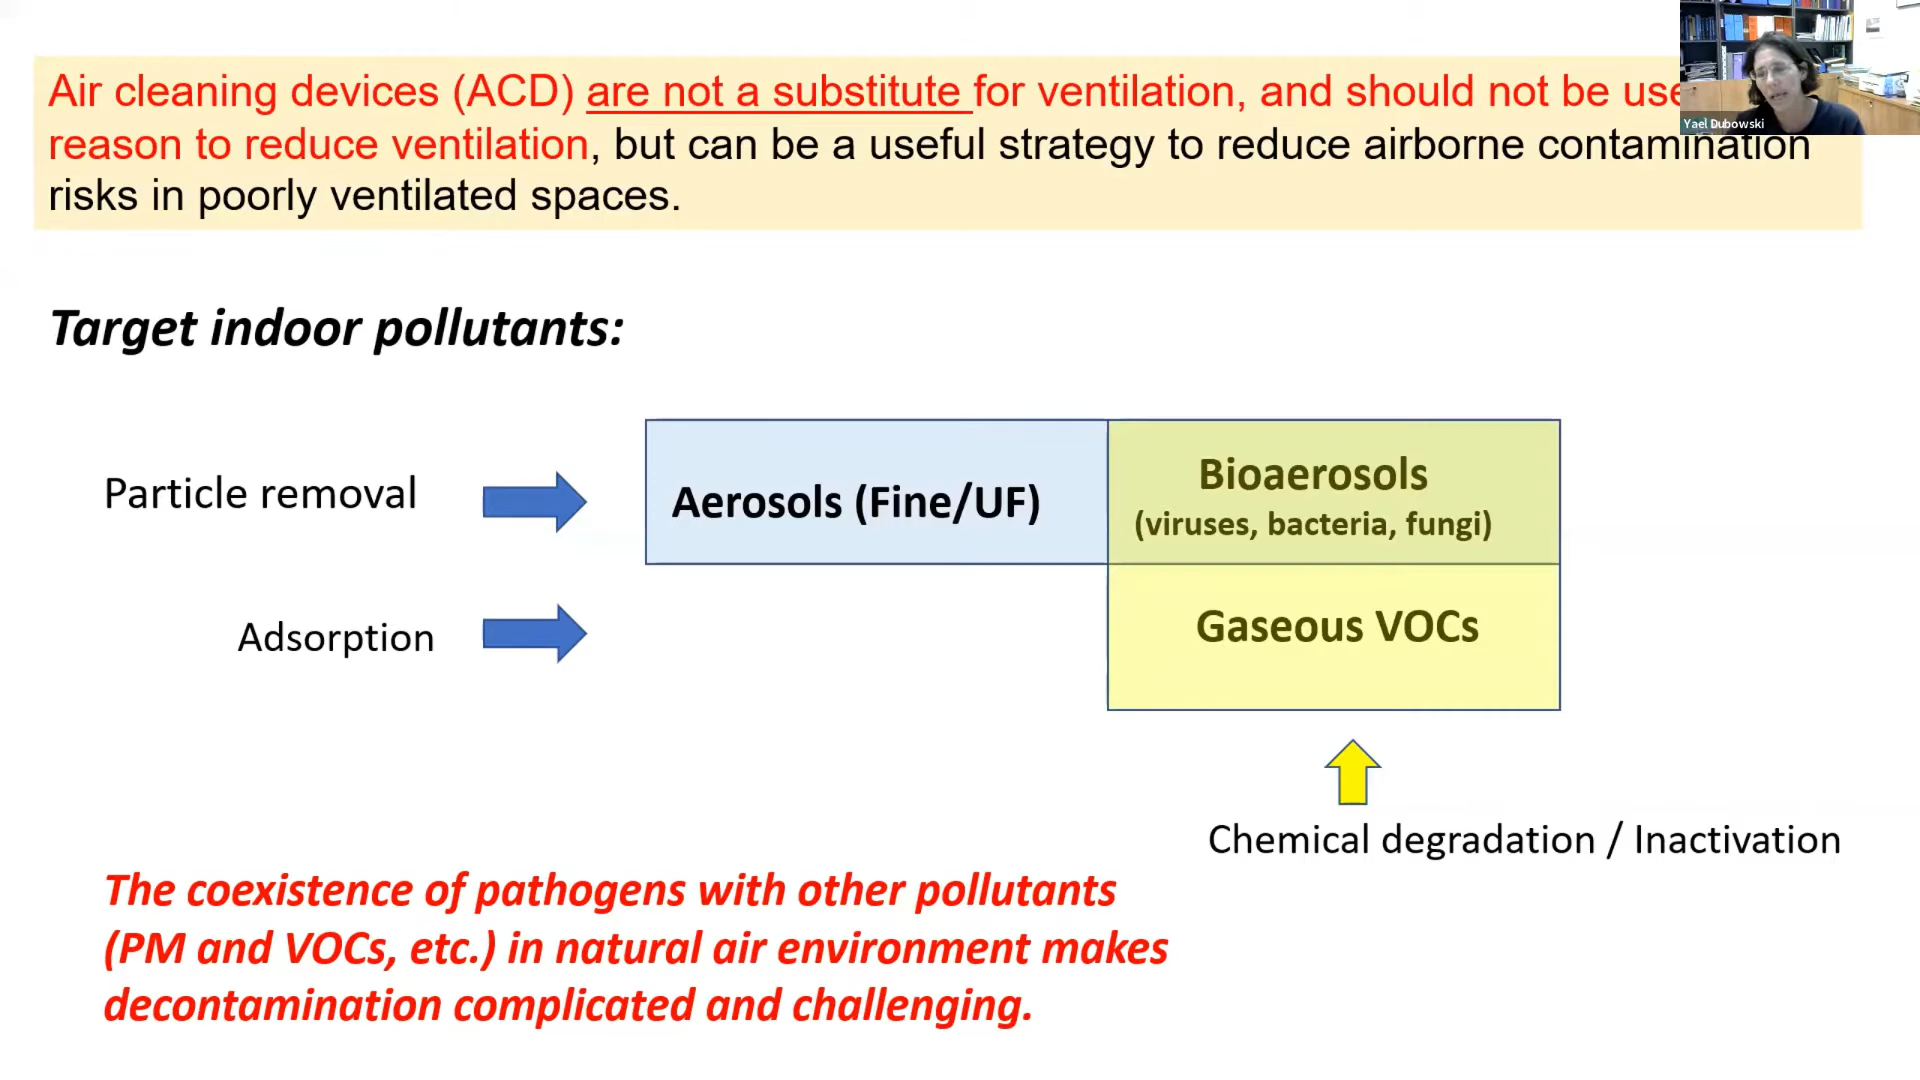 Air cleaning devices (ACD) are not a substitute for ventilation, and should not be
reason to reduce ventilation, but can be a useful strategy to reduce airborne contamination
risks in poorly ventilated spaces.
Yael Dubowski
Target indoor pollutants:
Particle removal
Aerosols (Fine/UF)
Bioaerosols
(viruses, bacteria, fungi)
Adsorption
Gaseous VOCs
Chemical degradation / Inactivation
The coexistence of pathogens with other pollutants
(PM and VOCs, etc.) in natural air environment makes
decontamination complicated and challenging.